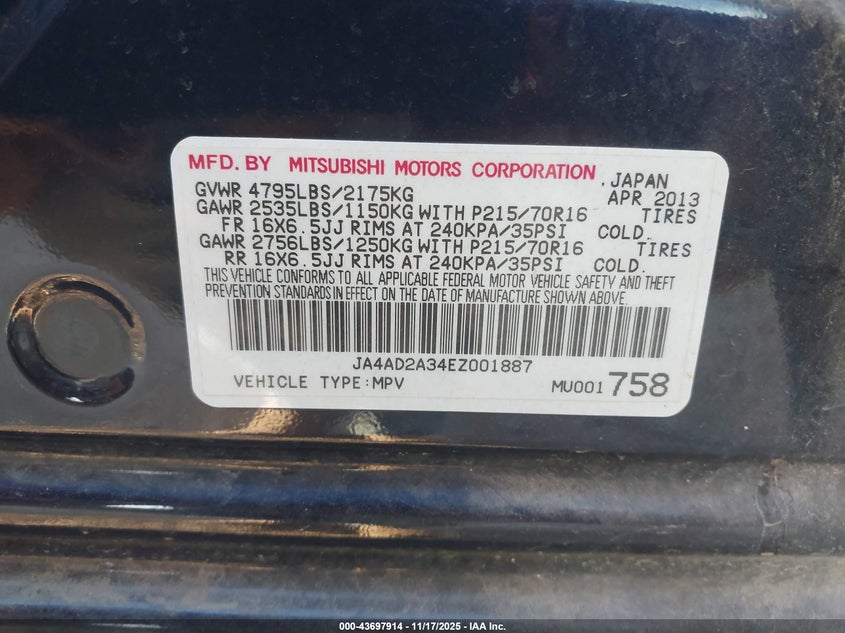 MFD. BY MITSUBISHI MOTORS CORPORATION
JAPAN
GVWR 4795LBS/2175KG APR 2013
GAWR 2535LBS/1150KG WITH P215/70R16 TIRES
FR 16X6.5JJ RIMS AT 240KPA/35PSI COLD.
GAWR 2756LBS/1250KG WITH P215/70R16 TIRES
RR 16X6.5JJ RIMS AT 240KPA/35PSI COLD.
THIS VEHICLE CONFORMS TO ALL APPLICABLE FEDERAL MOTOR VEHICLE SAFETY AND THEFT
PREVENTION STANDARDS IN EFFECT ON THE DATE OF MANUFACTURE SHOWN ABOVE.
JA4AD2A34EZ001887
VEHICLE TYPE:MPV MU001 758
000-43697914 - 11/17/2025 - IAA Inc.